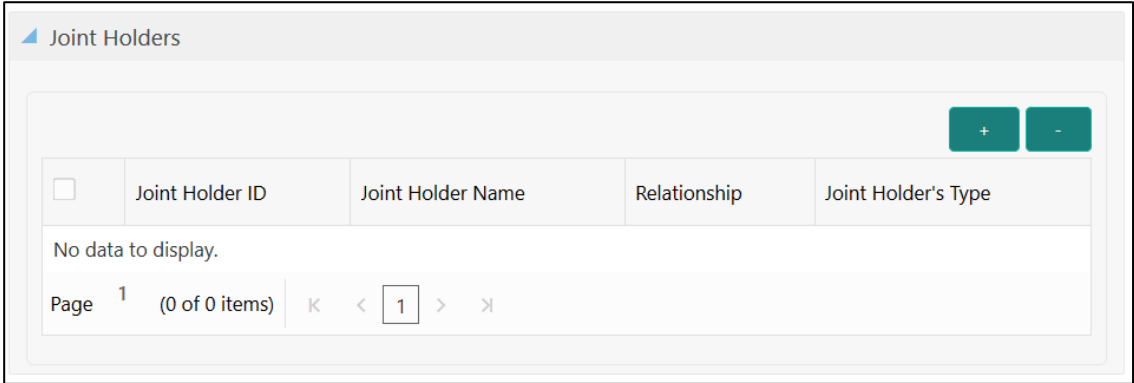 Joint Holders
+ -
Joint Holder ID Joint Holder Name Relationship Joint Holder's Type
No data to display.
Page 1 (0 of 0 items) 1